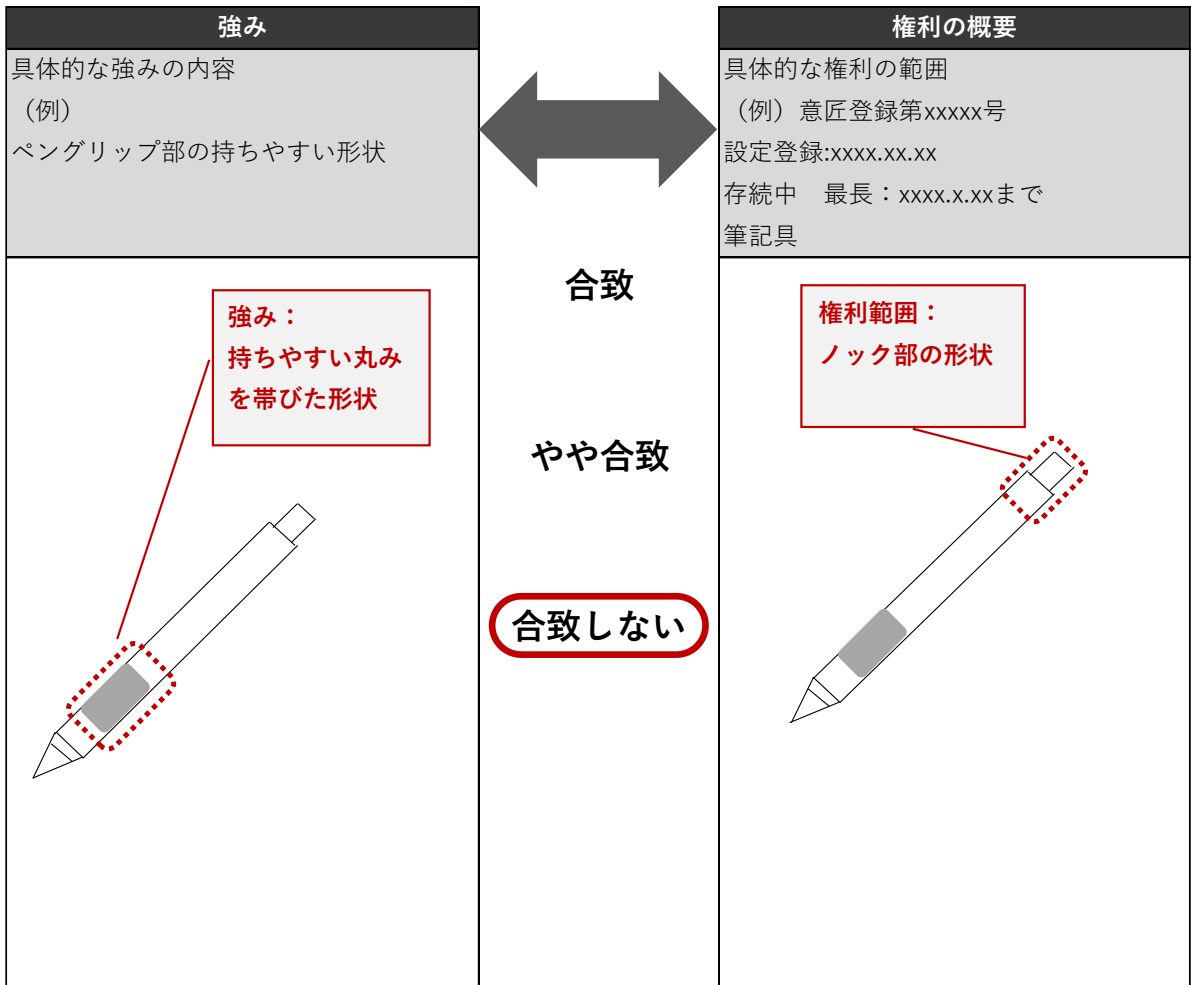 強み
具体的な強みの内容
（例）
ペングリップ部の持ちやすい形状
強み：
持ちやすい丸み
を帯びた形状
合致
やや合致
合致しない
権利の概要
具体的な権利の範囲
（例）意匠登録第xxxxx号
設定登録:xxxx.xx.xx
存続中　最長：xxxx.x.xxまで
筆記具
権利範囲：
ノック部の形状